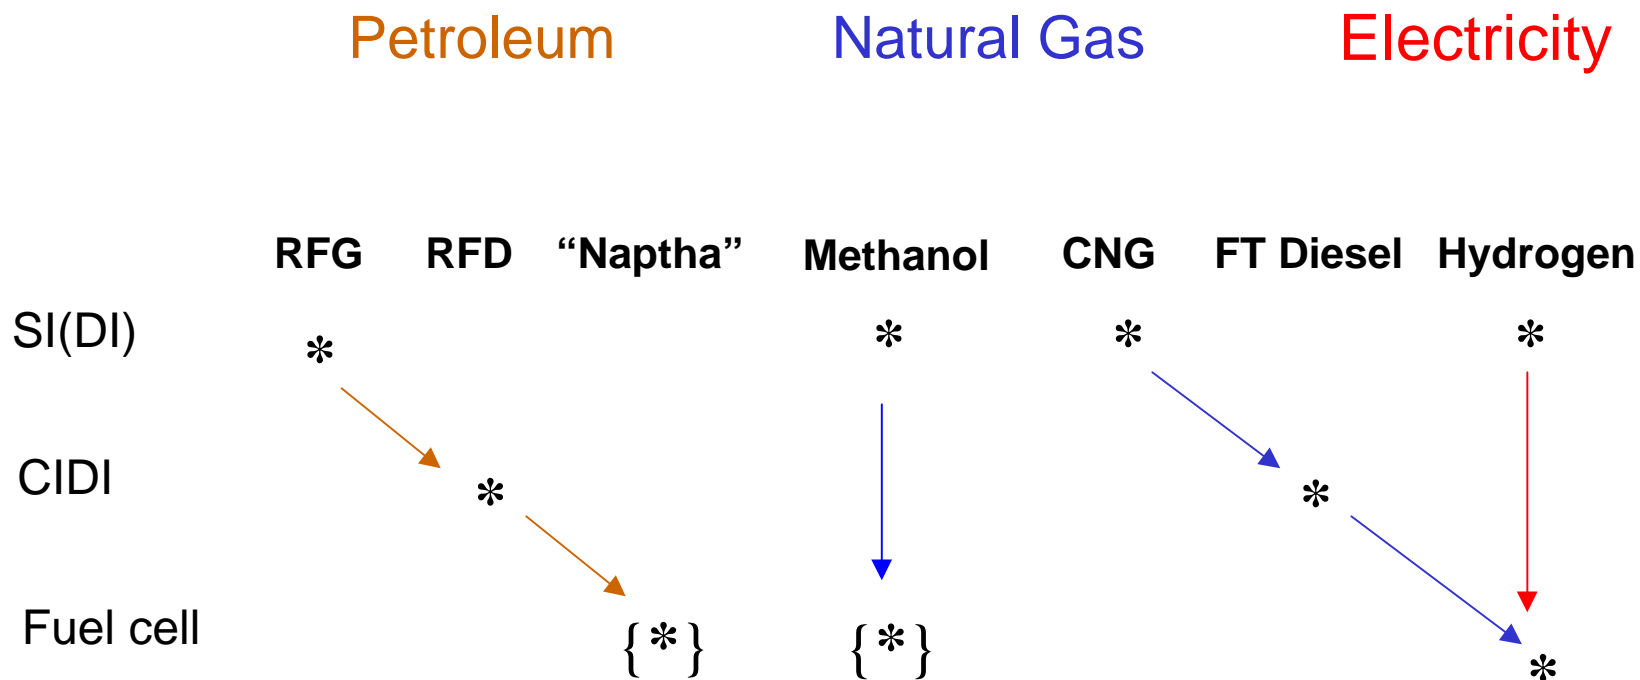 Petroleum Natural Gas Electricity
RFG RFD “Naptha” Methanol CNG FT Diesel Hydrogen
SI(DI) * * * *
CIDI * *
Fuel cell {*} {*} *